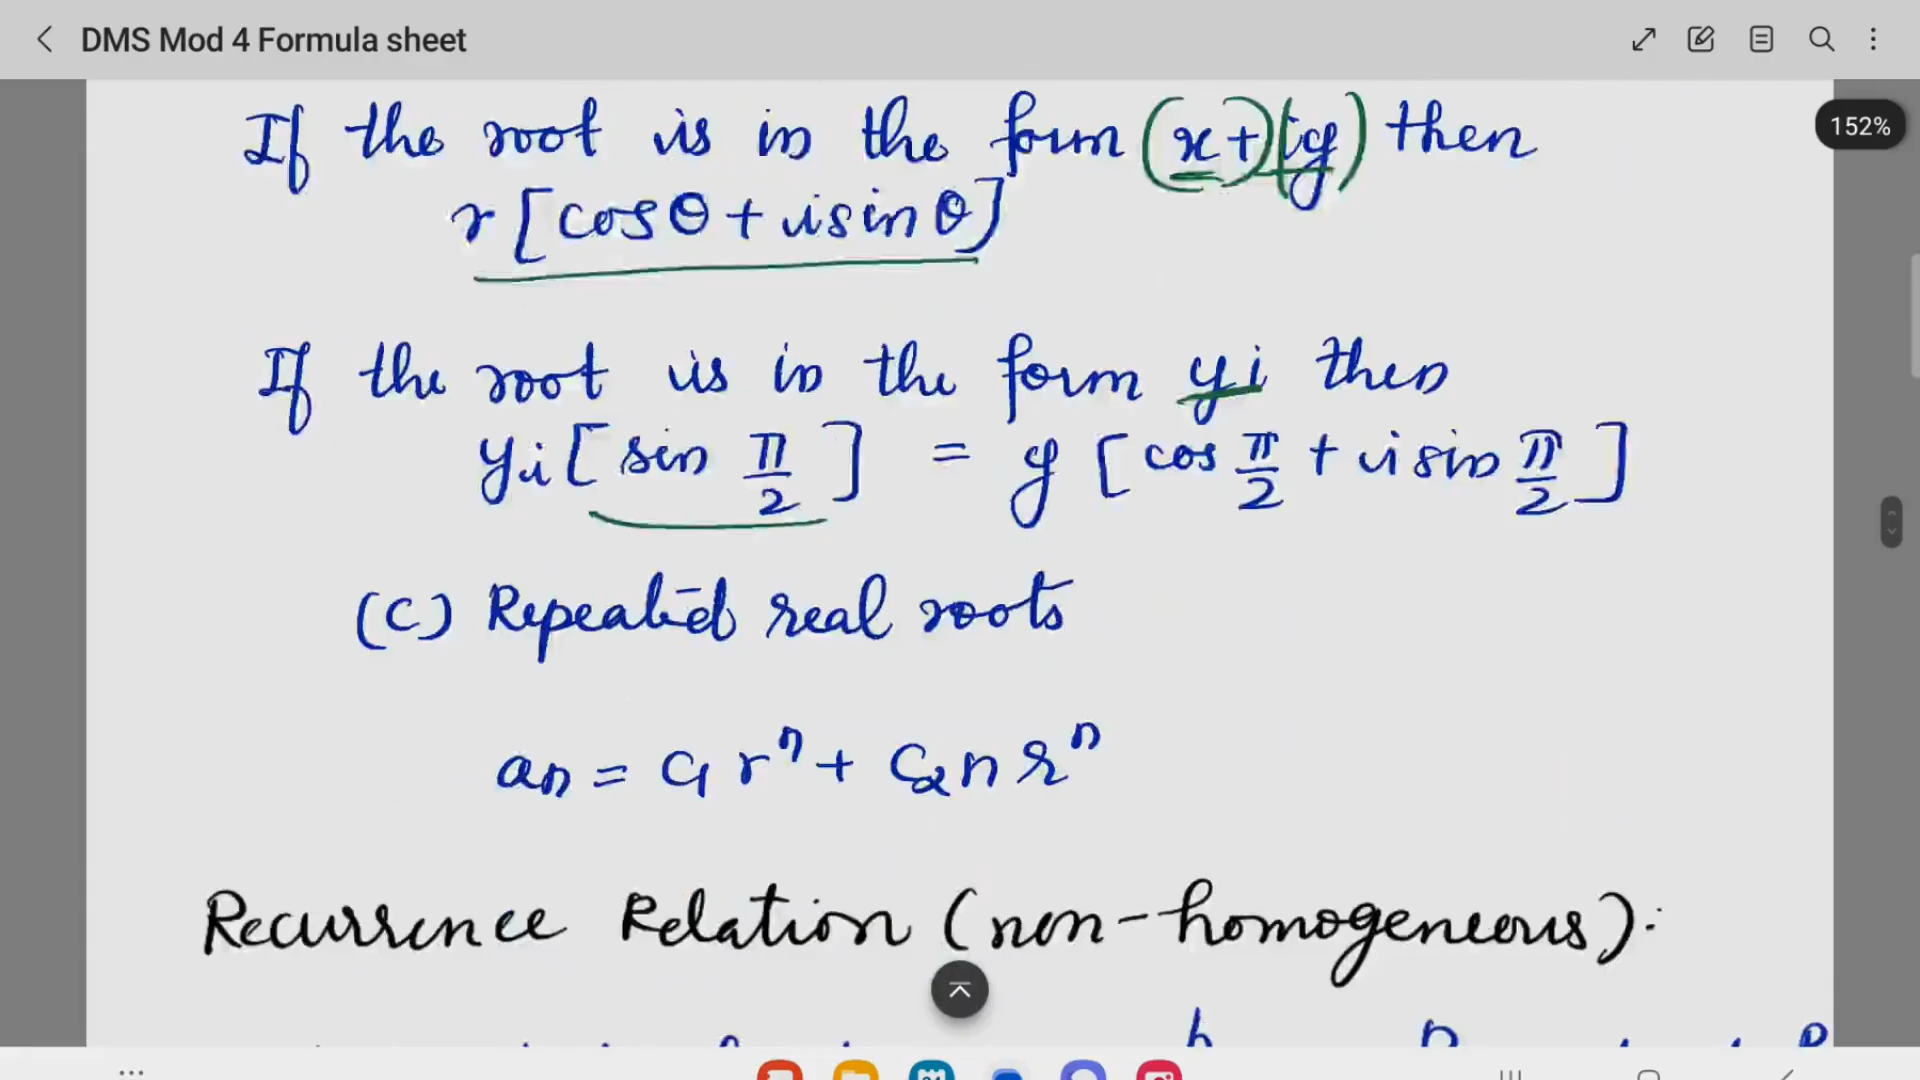 DMS Mod 4 Formula sheet
152%
If the root is in the form (x+)(iy) then
r [cosθ + i sin θ]
If the root is in the form yi then
yi [sin π/2] = y [cos π/2 + i sin π/2]
(C) Repeated real roots
an = C1 r^n + C2 n r^n
Recurrence Relation (non-homogeneous):